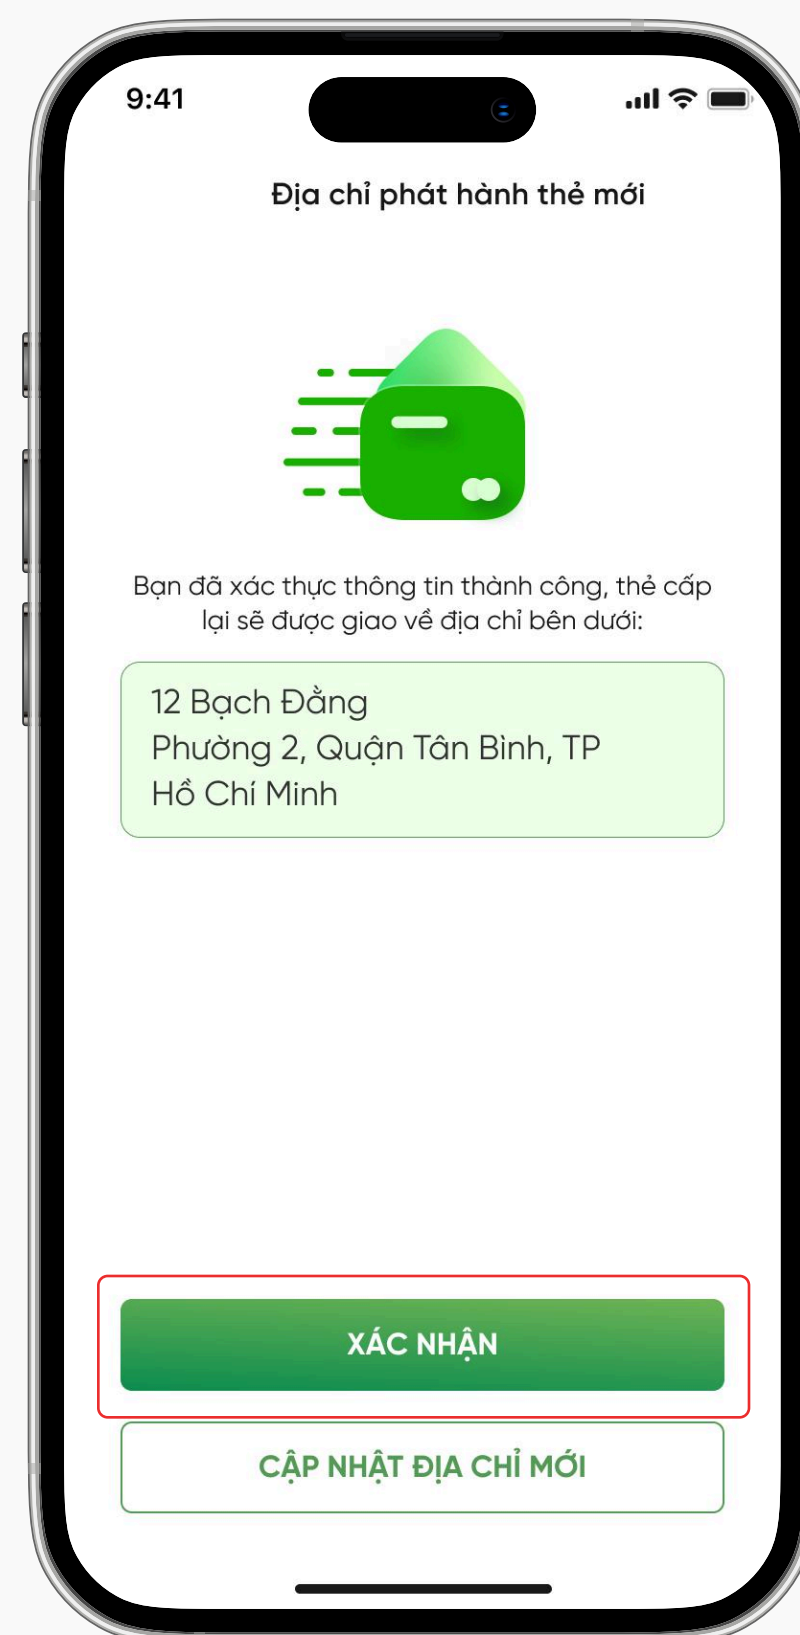 9:41
Địa chỉ phát hành thẻ mới
Bạn đã xác thực thông tin thành công, thẻ cấp
lại sẽ được giao về địa chỉ bên dưới:
12 Bạch Đằng
Phường 2, Quận Tân Bình, TP
Hồ Chí Minh
XÁC NHẬN
CẬP NHẬT ĐỊA CHỈ MỚI